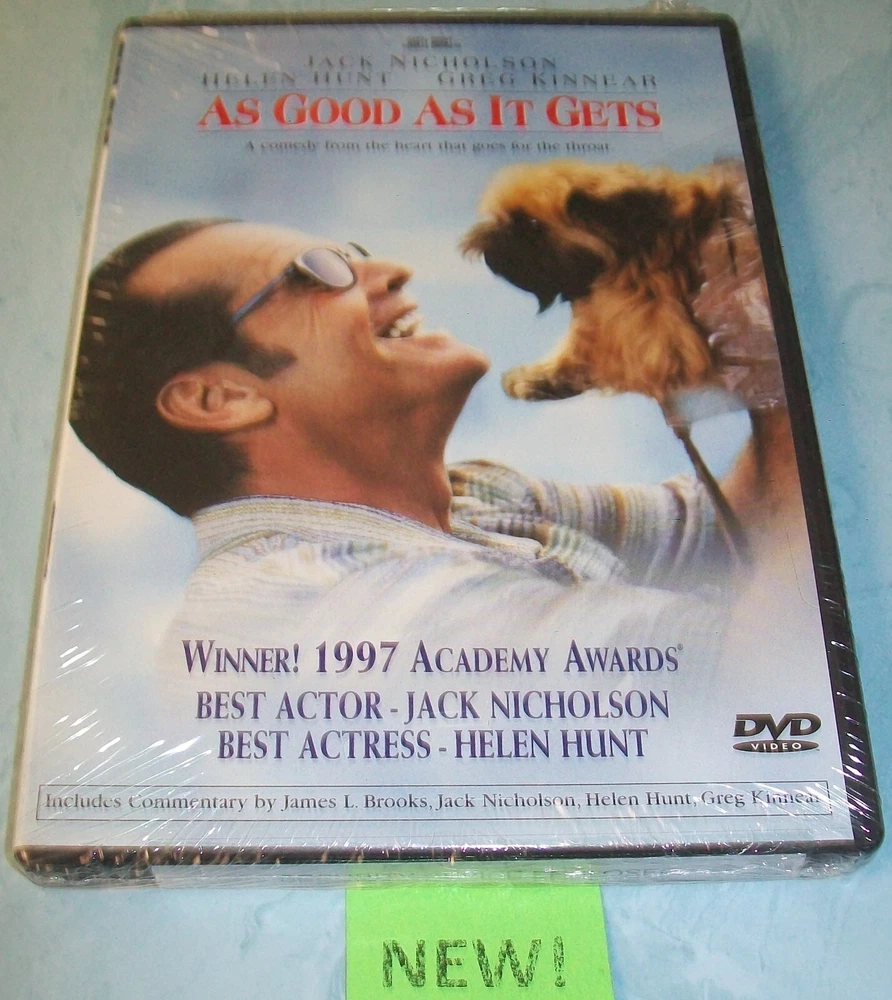 JACK NICHOLSON
HELEN HUNT GREG KINNEAR
AS GOOD AS IT GETS
A comedy from the heart that goes for the throat
WINNER! 1997 ACADEMY AWARDS®
BEST ACTOR - JACK NICHOLSON
BEST ACTRESS - HELEN HUNT
DVD
VIDEO
Includes Commentary by James L. Brooks, Jack Nicholson, Helen Hunt, Greg Kinnear
NEW!